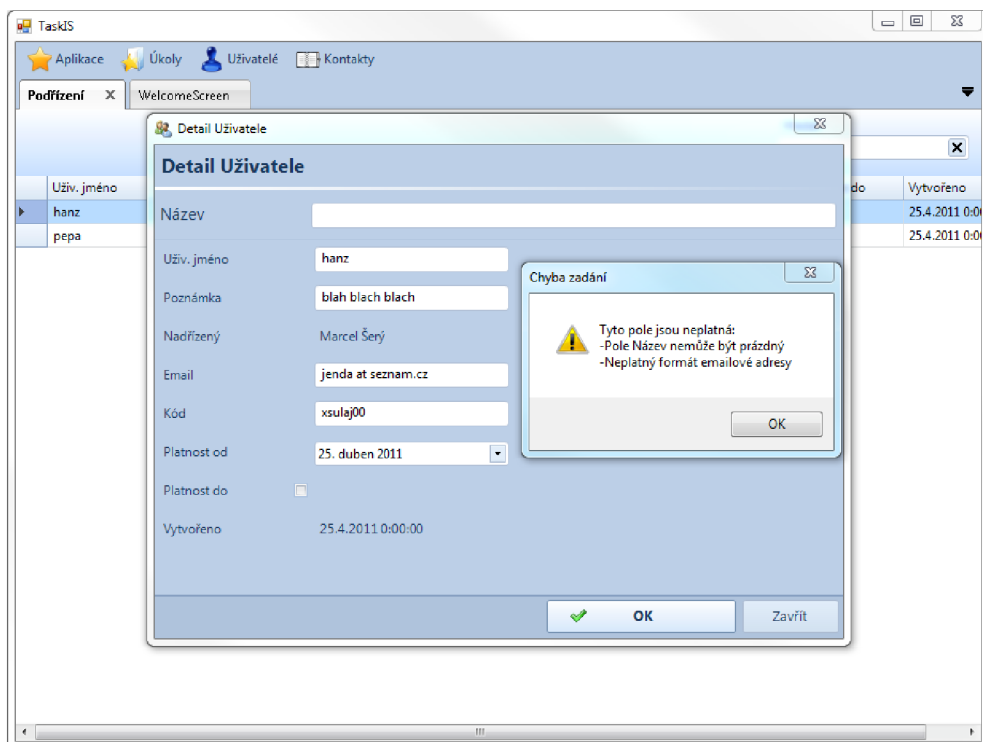 TaskIS
Aplikace Úkoly Uživatelé Kontakty
Podřízení X WelcomeScreen
Uživ. jméno do Vytvořeno
hanz 25.4.2011 0:0
pepa 25.4.2011 0:0
Detail Uživatele
Detail Uživatele
Název
Uživ. jméno hanz
Poznámka blah blach blach
Nadřízený Marcel Šerý
Email jenda at seznam.cz
Kód xsulaj00
Platnost od 25. duben 2011
Platnost do
Vytvořeno 25.4.2011 0:00:00
OK Zavřít
Chyba zadání
Tyto pole jsou neplatná:
-Pole Název nemůže být prázdný
-Neplatný formát emailové adresy
OK